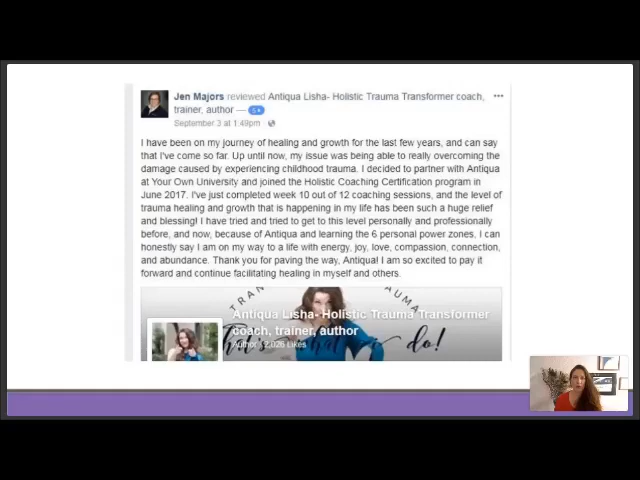 Jen Majors reviewed Antiqua Lisha- Holistic Trauma Transformer coach,
trainer, author — 5★
September 3 at 1:49pm ·
I have been on my journey of healing and growth for the last few years, and can say
that I've come so far. Up until now, my issue was being able to really overcoming the
damage caused by experiencing childhood trauma. I decided to partner with Antiqua
at Your Own University and joined the Holistic Coaching Certification program in
June 2017. I've just completed week 10 out of 12 coaching sessions, and the level of
trauma healing and growth that is happening in my life has been such a huge relief
and blessing! I have tried and tried to get to this level personally and professionally
before, and now, because of Antiqua and learning the 6 personal power zones, I can
honestly say I am on my way to a life with energy, joy, love, compassion, connection,
and abundance. Thank you for paving the way, Antiqua! I am so excited to pay it
forward and continue facilitating healing in myself and others.
TRAN AUMA
Antiqua Lisha- Holistic Trauma Transformer
coach, trainer, author
That's what I do!
Author · 2,026 Likes